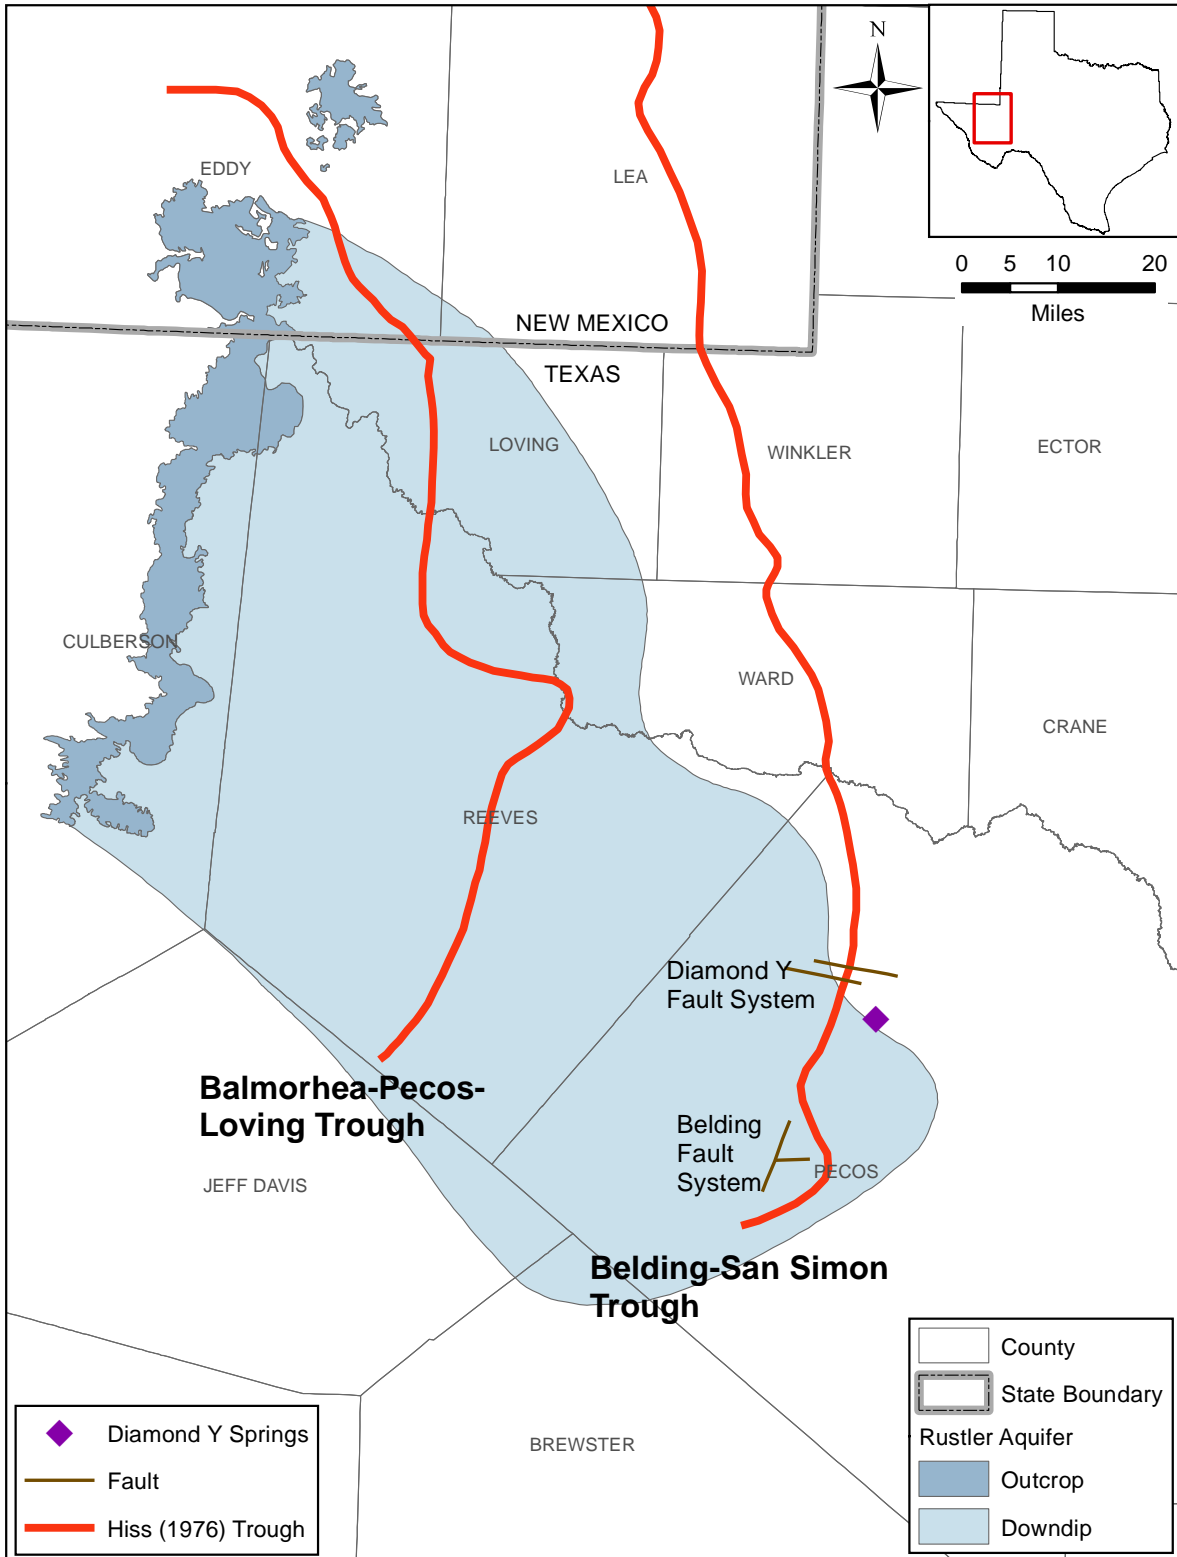 N
EDDY
LEA
0 5 10 20
Miles
NEW MEXICO
TEXAS
LOVING
WINKLER
ECTOR
CULBERSON
WARD
CRANE
REEVES
Diamond Y
Fault System
Balmorhea-Pecos-
Loving Trough
Belding
Fault
System
PECOS
JEFF DAVIS
Belding-San Simon
Trough
BREWSTER
Diamond Y Springs
Fault
Hiss (1976) Trough
County
State Boundary
Rustler Aquifer
Outcrop
Downdip